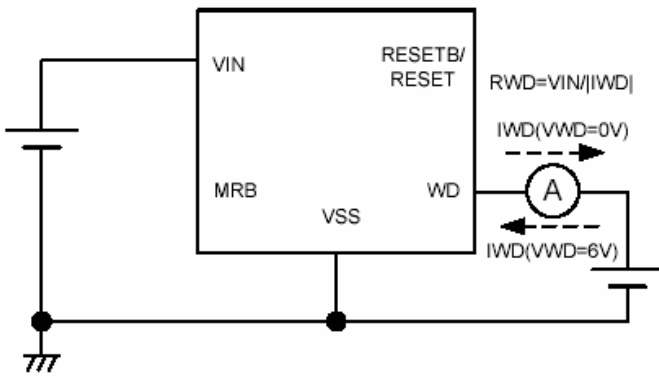 VIN
RESETB/
RESET
RWD=VIN/|IWD|
IWD(VWD=0V)
A
MRB
WD
VSS
IWD(VWD=6V)